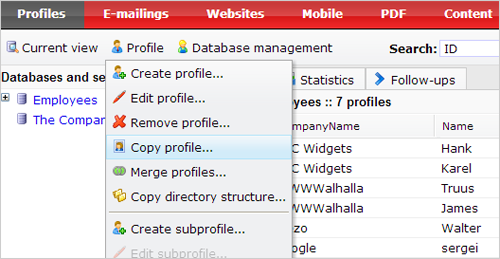 Profiles E-mailings Websites Mobile PDF Content
Current view Profile Database management Search: ID
Databases and se
Employees
The Compan
Create profile...
Edit profile...
Remove profile...
Copy profile...
Merge profiles...
Copy directory structure...
Create subprofile...
Edit subprofile...
Statistics Follow-ups
oyees :: 7 profiles
ompanyName Name
C Widgets Hank
C Widgets Karel
WWWalhalla Truus
WWWalhalla James
zo Walter
ogle sergei